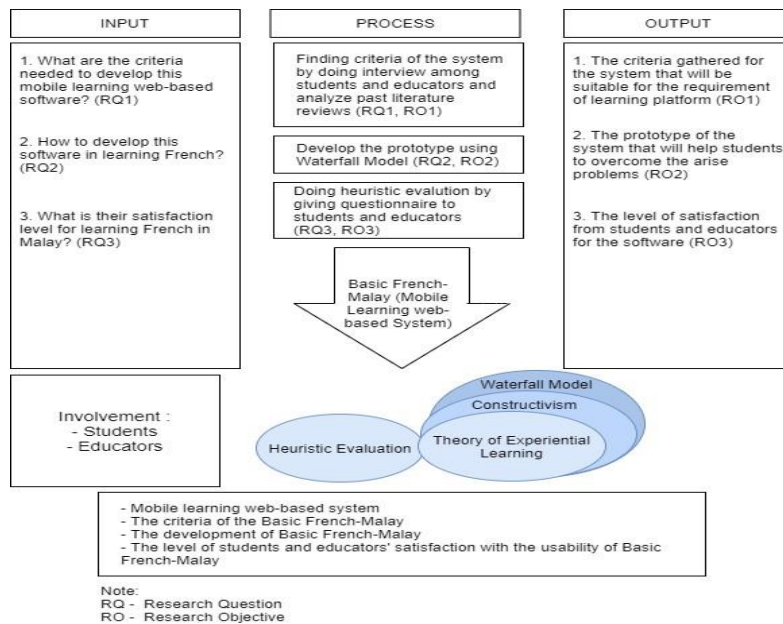 INPUT
PROCESS
OUTPUT
1. What are the criteria
needed to develop this
mobile learning web-based
software? (RQ1)
2. How to develop this
software in learning French?
(RQ2)
3. What is their satisfaction
level for learning French in
Malay? (RQ3)
Finding criteria of the system
by doing interview among
students and educators and
analyze past literature
reviews (RQ1, RO1)
Develop the prototype using
Waterfall Model (RQ2, RO2)
Doing heuristic evalution by
giving questionnaire to
students and educators
(RQ3, RO3)
Basic French-
Malay (Mobile
Learning web-
based System)
1. The criteria gathered for
the system that will be
suitable for the requirement
of learning platform (RO1)
2. The prototype of the
system that will help students
to overcome the arise
problems (RO2)
3. The level of satisfaction
from students and educators
for the software (RO3)
Involvement :
- Students
- Educators
Heuristic Evaluation
Waterfall Model
Constructivism
Theory of Experiential
Learning
- Mobile learning web-based system
- The criteria of the Basic French-Malay
- The development of Basic French-Malay
- The level of students and educators' satisfaction with the usability of Basic
French-Malay
Note:
RQ - Research Question
RO - Research Objective